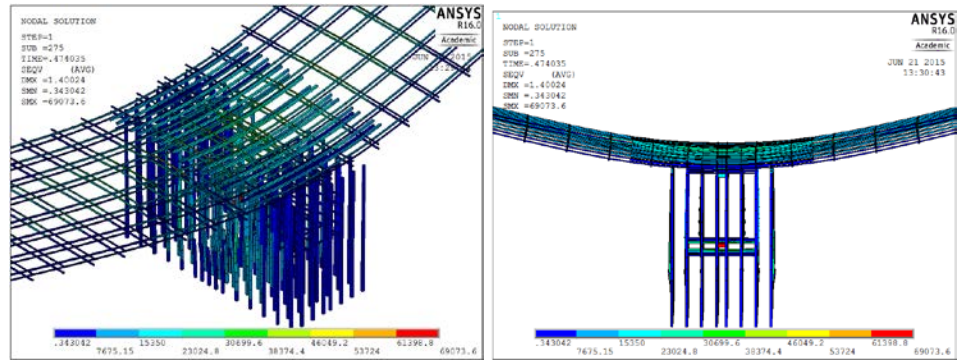 ANSYS
R16.0
Academic
NODAL SOLUTION
STEP=1
SUB =275
TIME=.474035
SEQV (AVG)
DMX =1.40024
SMN =.343042
SMX =69073.6
.343042 15350 30699.6 46049.2 61398.8
7675.15 23024.8 38374.4 53724 69073.6
1
ANSYS
R16.0
Academic
NODAL SOLUTION
STEP=1
SUB =275
TIME=.474035
SEQV (AVG)
DMX =1.40024
SMN =.343042
SMX =69073.6
JUN 21 2015
13:30:43
.343042 15350 30699.6 46049.2 61398.8
7675.15 23024.8 38374.4 53724 69073.6